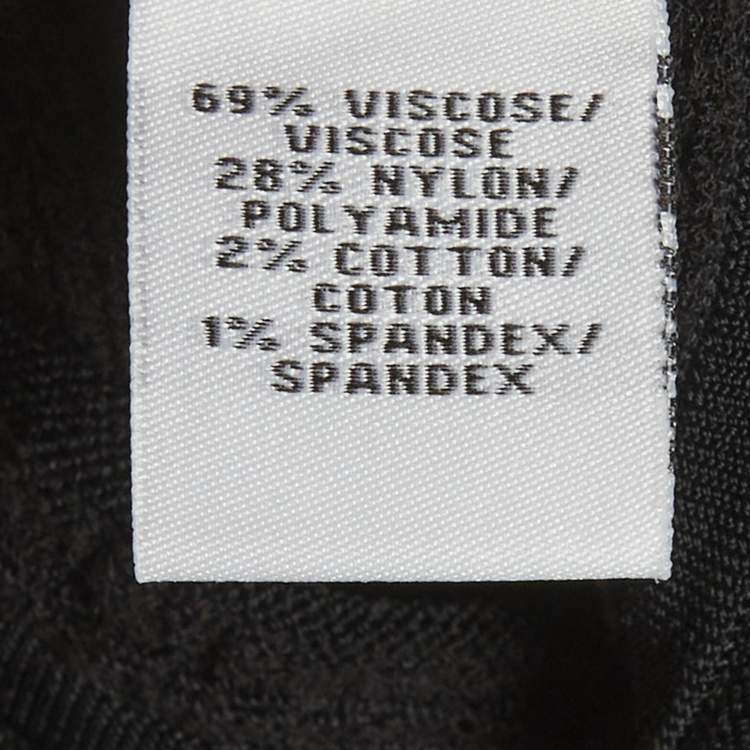 69% VISCOSE/
VISCOSE
28% NYLON/
POLYAMIDE
2% COTTON/
COTON
1% SPANDEX/
SPANDEX